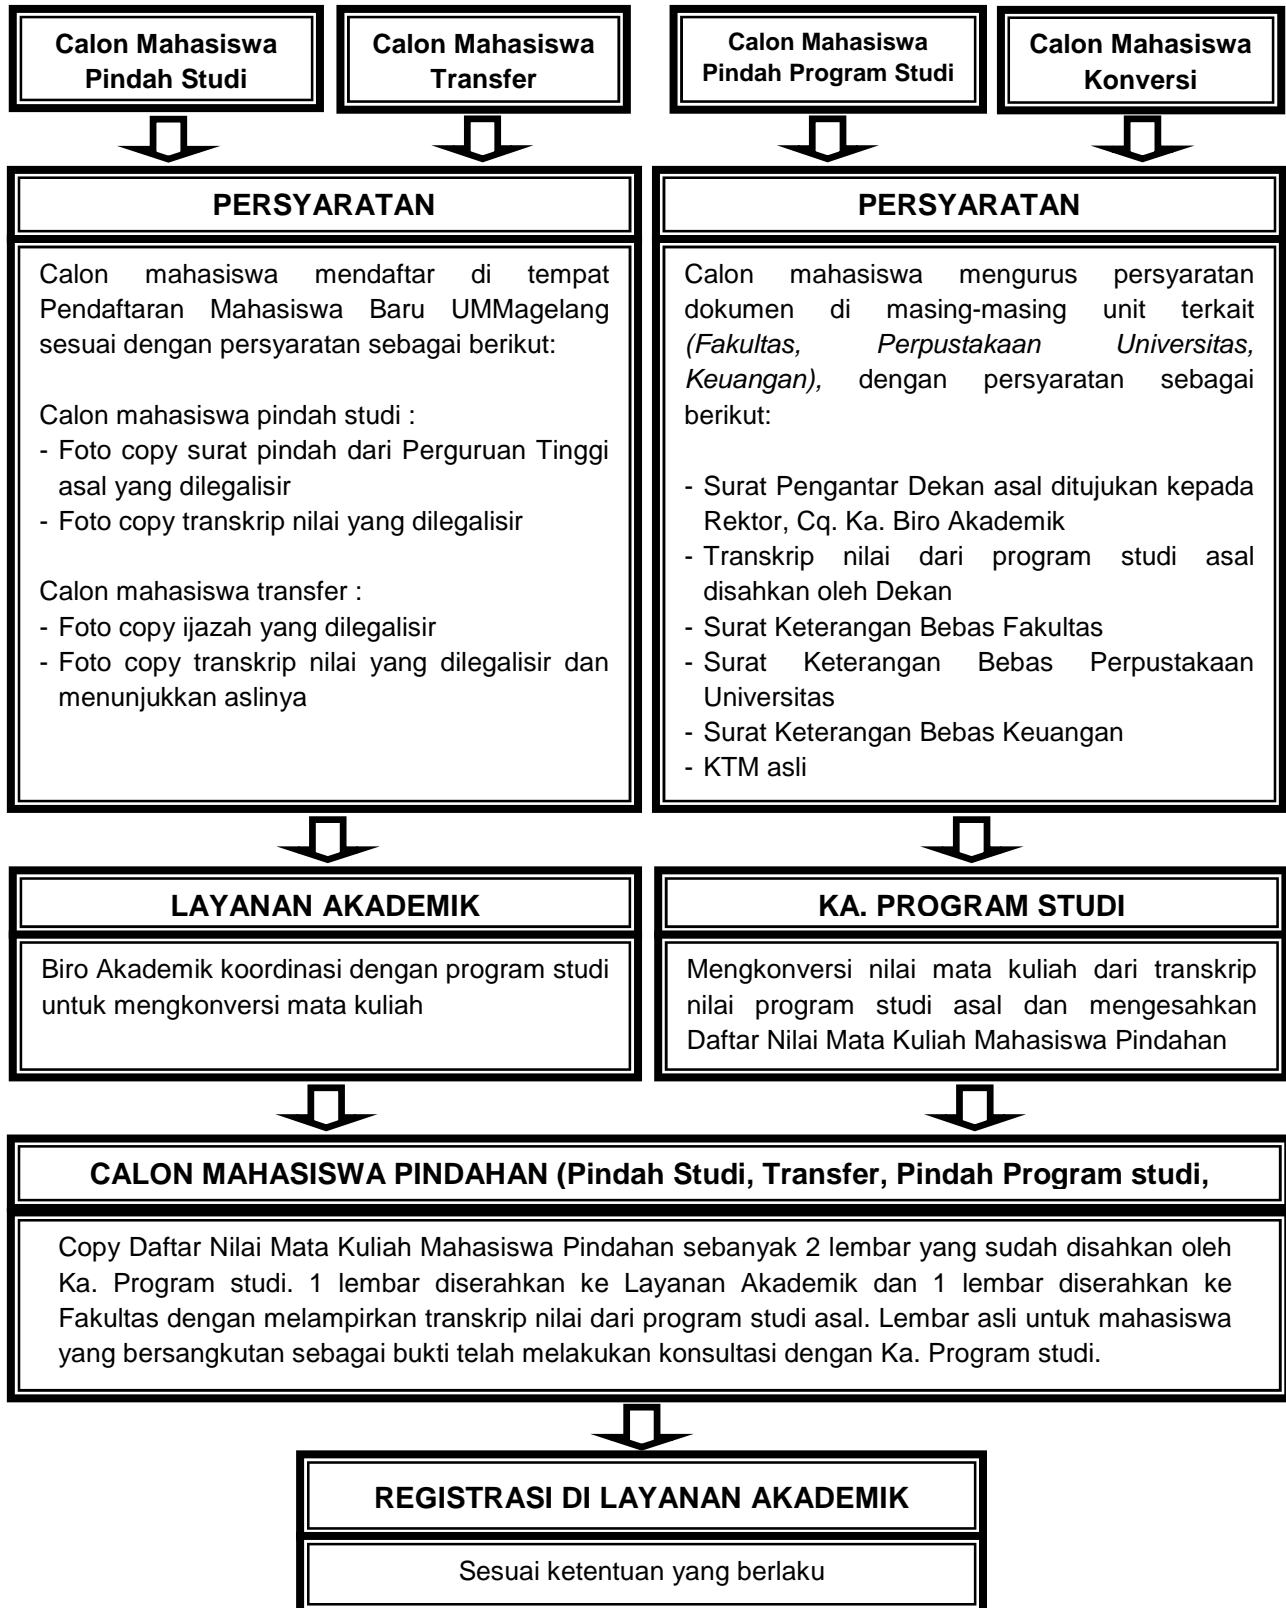 Calon Mahasiswa
Pindah Studi
Calon Mahasiswa
Transfer
Calon Mahasiswa
Pindah Program Studi
Calon Mahasiswa
Konversi
PERSYARATAN
Calon mahasiswa mendaftar di tempat
Pendaftaran Mahasiswa Baru UMMagelang
sesuai dengan persyaratan sebagai berikut:
Calon mahasiswa pindah studi :
- Foto copy surat pindah dari Perguruan Tinggi
asal yang dilegalisir
- Foto copy transkrip nilai yang dilegalisir
Calon mahasiswa transfer :
- Foto copy ijazah yang dilegalisir
- Foto copy transkrip nilai yang dilegalisir dan
menunjukkan aslinya
PERSYARATAN
Calon mahasiswa mengurus persyaratan
dokumen di masing-masing unit terkait
(Fakultas, Perpustakaan Universitas,
Keuangan), dengan persyaratan sebagai
berikut:
- Surat Pengantar Dekan asal ditujukan kepada
Rektor, Cq. Ka. Biro Akademik
- Transkrip nilai dari program studi asal
disahkan oleh Dekan
- Surat Keterangan Bebas Fakultas
- Surat Keterangan Bebas Perpustakaan
Universitas
- Surat Keterangan Bebas Keuangan
- KTM asli
LAYANAN AKADEMIK
Biro Akademik koordinasi dengan program studi
untuk mengkonversi mata kuliah
KA. PROGRAM STUDI
Mengkonversi nilai mata kuliah dari transkrip
nilai program studi asal dan mengesahkan
Daftar Nilai Mata Kuliah Mahasiswa Pindahan
CALON MAHASISWA PINDAHAN (Pindah Studi, Transfer, Pindah Program studi,
Copy Daftar Nilai Mata Kuliah Mahasiswa Pindahan sebanyak 2 lembar yang sudah disahkan oleh
Ka. Program studi. 1 lembar diserahkan ke Layanan Akademik dan 1 lembar diserahkan ke
Fakultas dengan melampirkan transkrip nilai dari program studi asal. Lembar asli untuk mahasiswa
yang bersangkutan sebagai bukti telah melakukan konsultasi dengan Ka. Program studi.
REGISTRASI DI LAYANAN AKADEMIK
Sesuai ketentuan yang berlaku